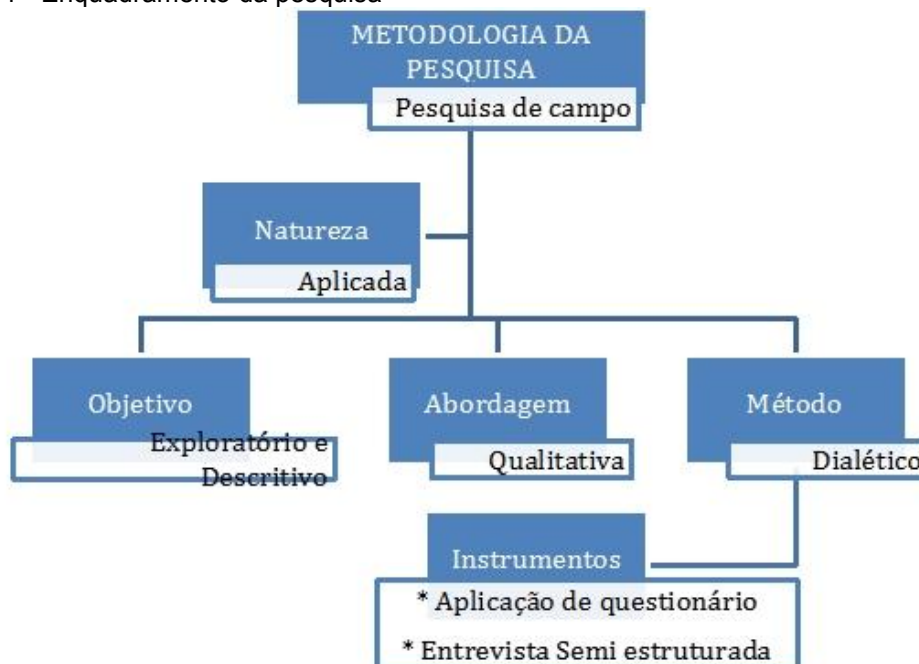 Enquadramento da pesquisa
METODOLOGIA DA
PESQUISA
Pesquisa de campo
Natureza
Aplicada
Objetivo
Exploratório e
Descritivo
Abordagem
Qualitativa
Método
Dialético
Instrumentos
* Aplicação de questionário
* Entrevista Semi estruturada